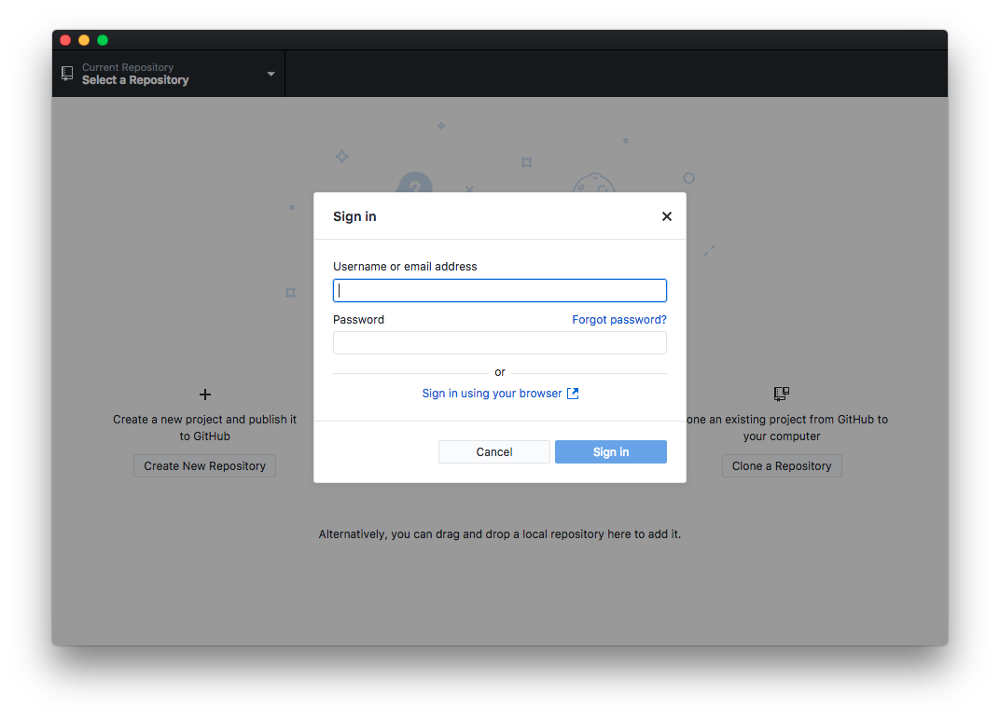 Current Repository
Select a Repository
?
Sign in
Username or email address
Password
Forgot password?
or
Sign in using your browser
Cancel
Sign in
Create a new project and publish it
to GitHub
Create New Repository
one an existing project from GitHub to
your computer
Clone a Repository
Alternatively, you can drag and drop a local repository here to add it.